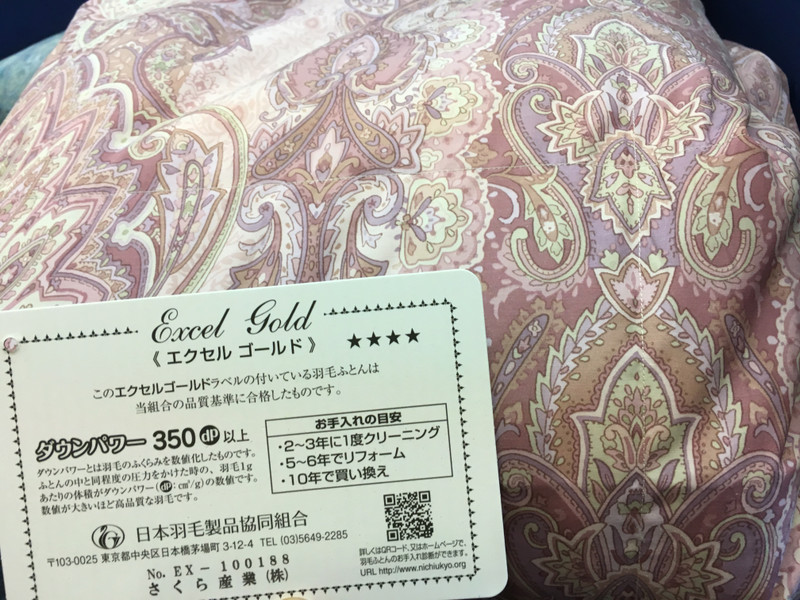 Excel Gold
《 エクセル ゴールド 》 ★★★★
このエクセルゴールドラベルの付いている羽毛ふとんは
当組合の品質基準に合格したものです。
ダウンパワー 350 dP 以上
ダウンパワーとは羽毛のふくらみを数値化したものです。
ふとんの中と同程度の圧力をかけた時の、羽毛1g
あたりの体積がダウンパワー(dP:cm³/g)の数値です。
数値が大きいほど高品質な羽毛です。
お手入れの目安
・2〜3年に1度クリーニング
・5〜6年でリフォーム
・10年で買い換え
日本羽毛製品協同組合
〒103-0025 東京都中央区日本橋茅場町 3-12-4 TEL (03)5649-2285
No. EX-100188
さくら産業(株)
詳しくはQRコード、又はホームページで、
羽毛ふとんのお手入れ診断ができます。
URL http://www.nichiukyo.org